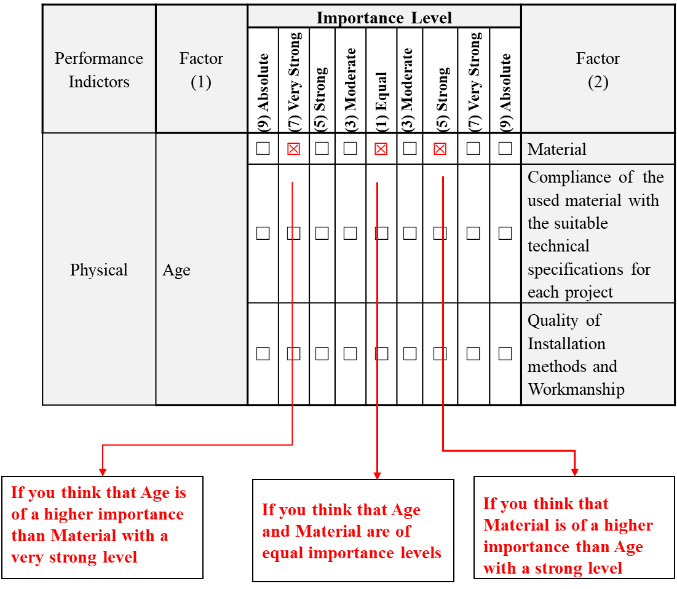 Importance Level
Performance
Indictors
Factor
(1)
(9) Absolute
(7) Very Strong
(5) Strong
(3) Moderate
(1) Equal
(3) Moderate
(5) Strong
(7) Very Strong
(9) Absolute
Factor
(2)
Physical
Age
Material
Compliance of the
used material with
the suitable
technical
specifications for
each project
Quality of
Installation
methods and
Workmanship
If you think that Age is
of a higher importance
than Material with a
very strong level
If you think that Age
and Material are of
equal importance levels
If you think that
Material is of a higher
importance than Age
with a strong level